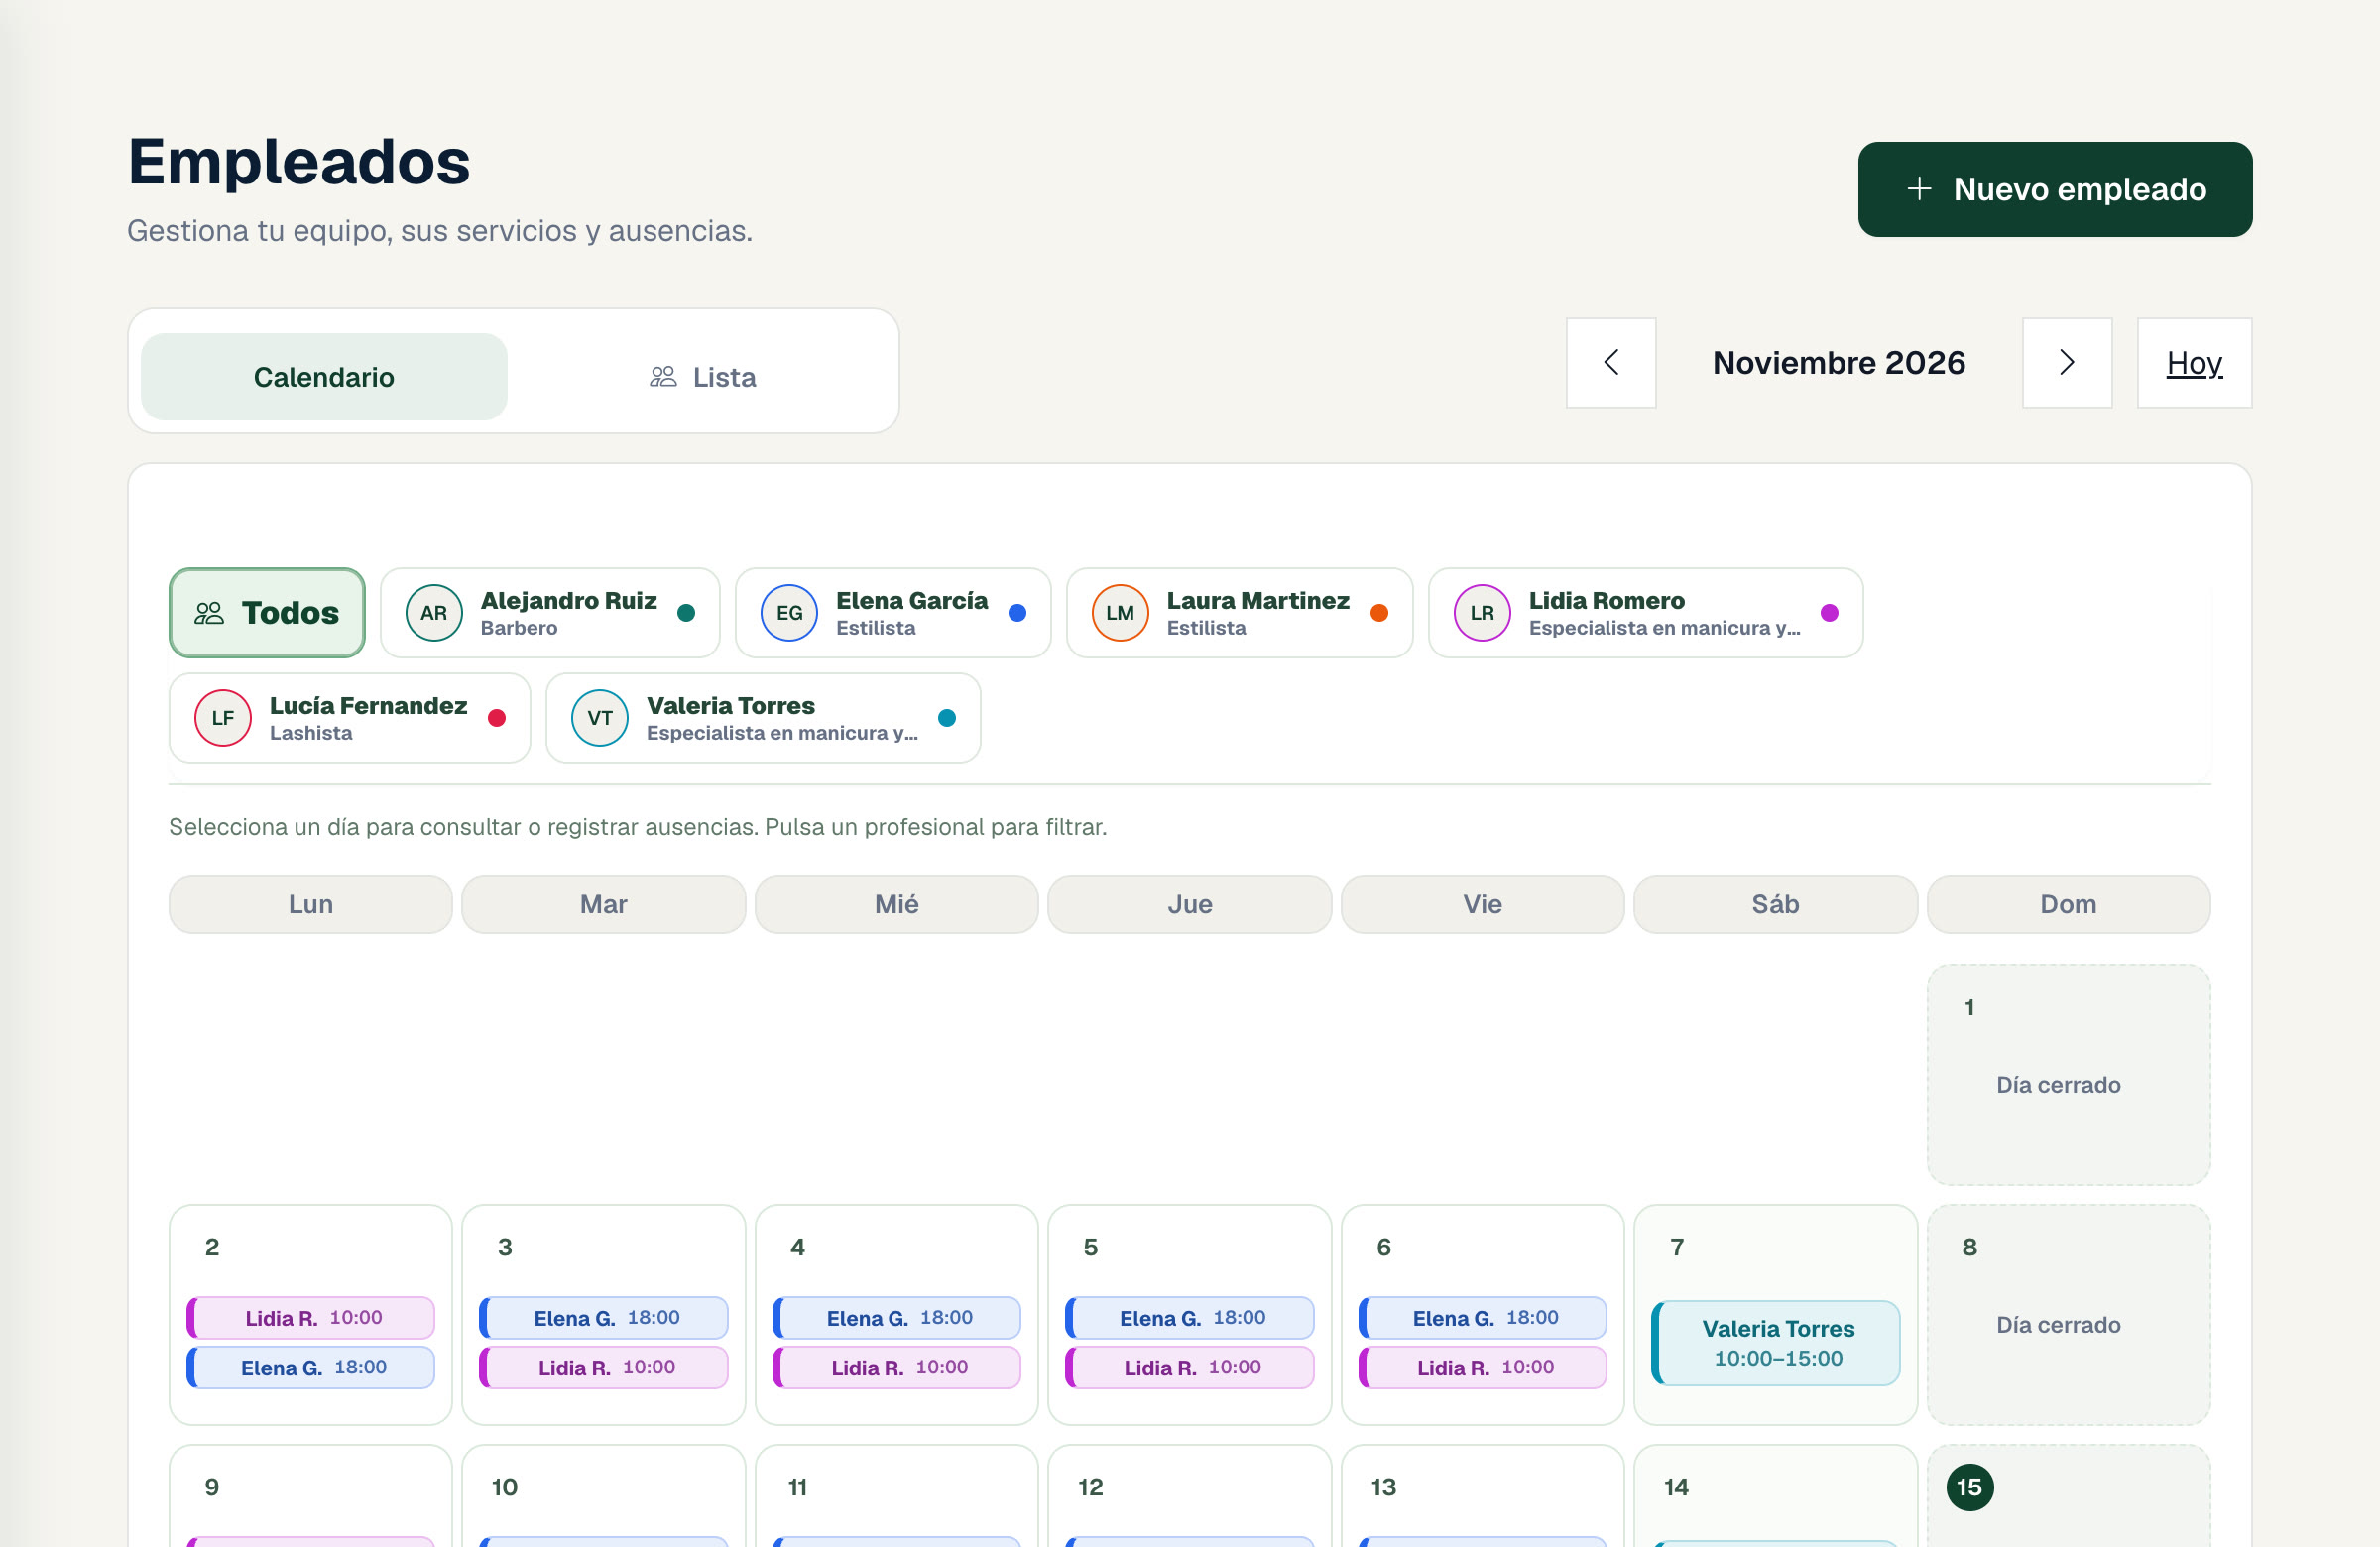 Empleados
Gestiona tu equipo, sus servicios y ausencias.
+ Nuevo empleado
Calendario
Lista
Noviembre 2026
Hoy
Todos
AR
Alejandro Ruiz
Barbero
EG
Elena García
Estilista
LM
Laura Martinez
Estilista
LR
Lidia Romero
Especialista en manicura y...
LF
Lucía Fernandez
Lashista
VT
Valeria Torres
Especialista en manicura y...
Selecciona un día para consultar o registrar ausencias. Pulsa un profesional para filtrar.
Lun Mar Mié Jue Vie Sáb Dom
1
Día cerrado
2
Lidia R. 10:00
Elena G. 18:00
3
Elena G. 18:00
Lidia R. 10:00
4
Elena G. 18:00
Lidia R. 10:00
5
Elena G. 18:00
Lidia R. 10:00
6
Elena G. 18:00
Lidia R. 10:00
7
Valeria Torres
10:00–15:00
8
Día cerrado
9
10
11
12
13
14
15